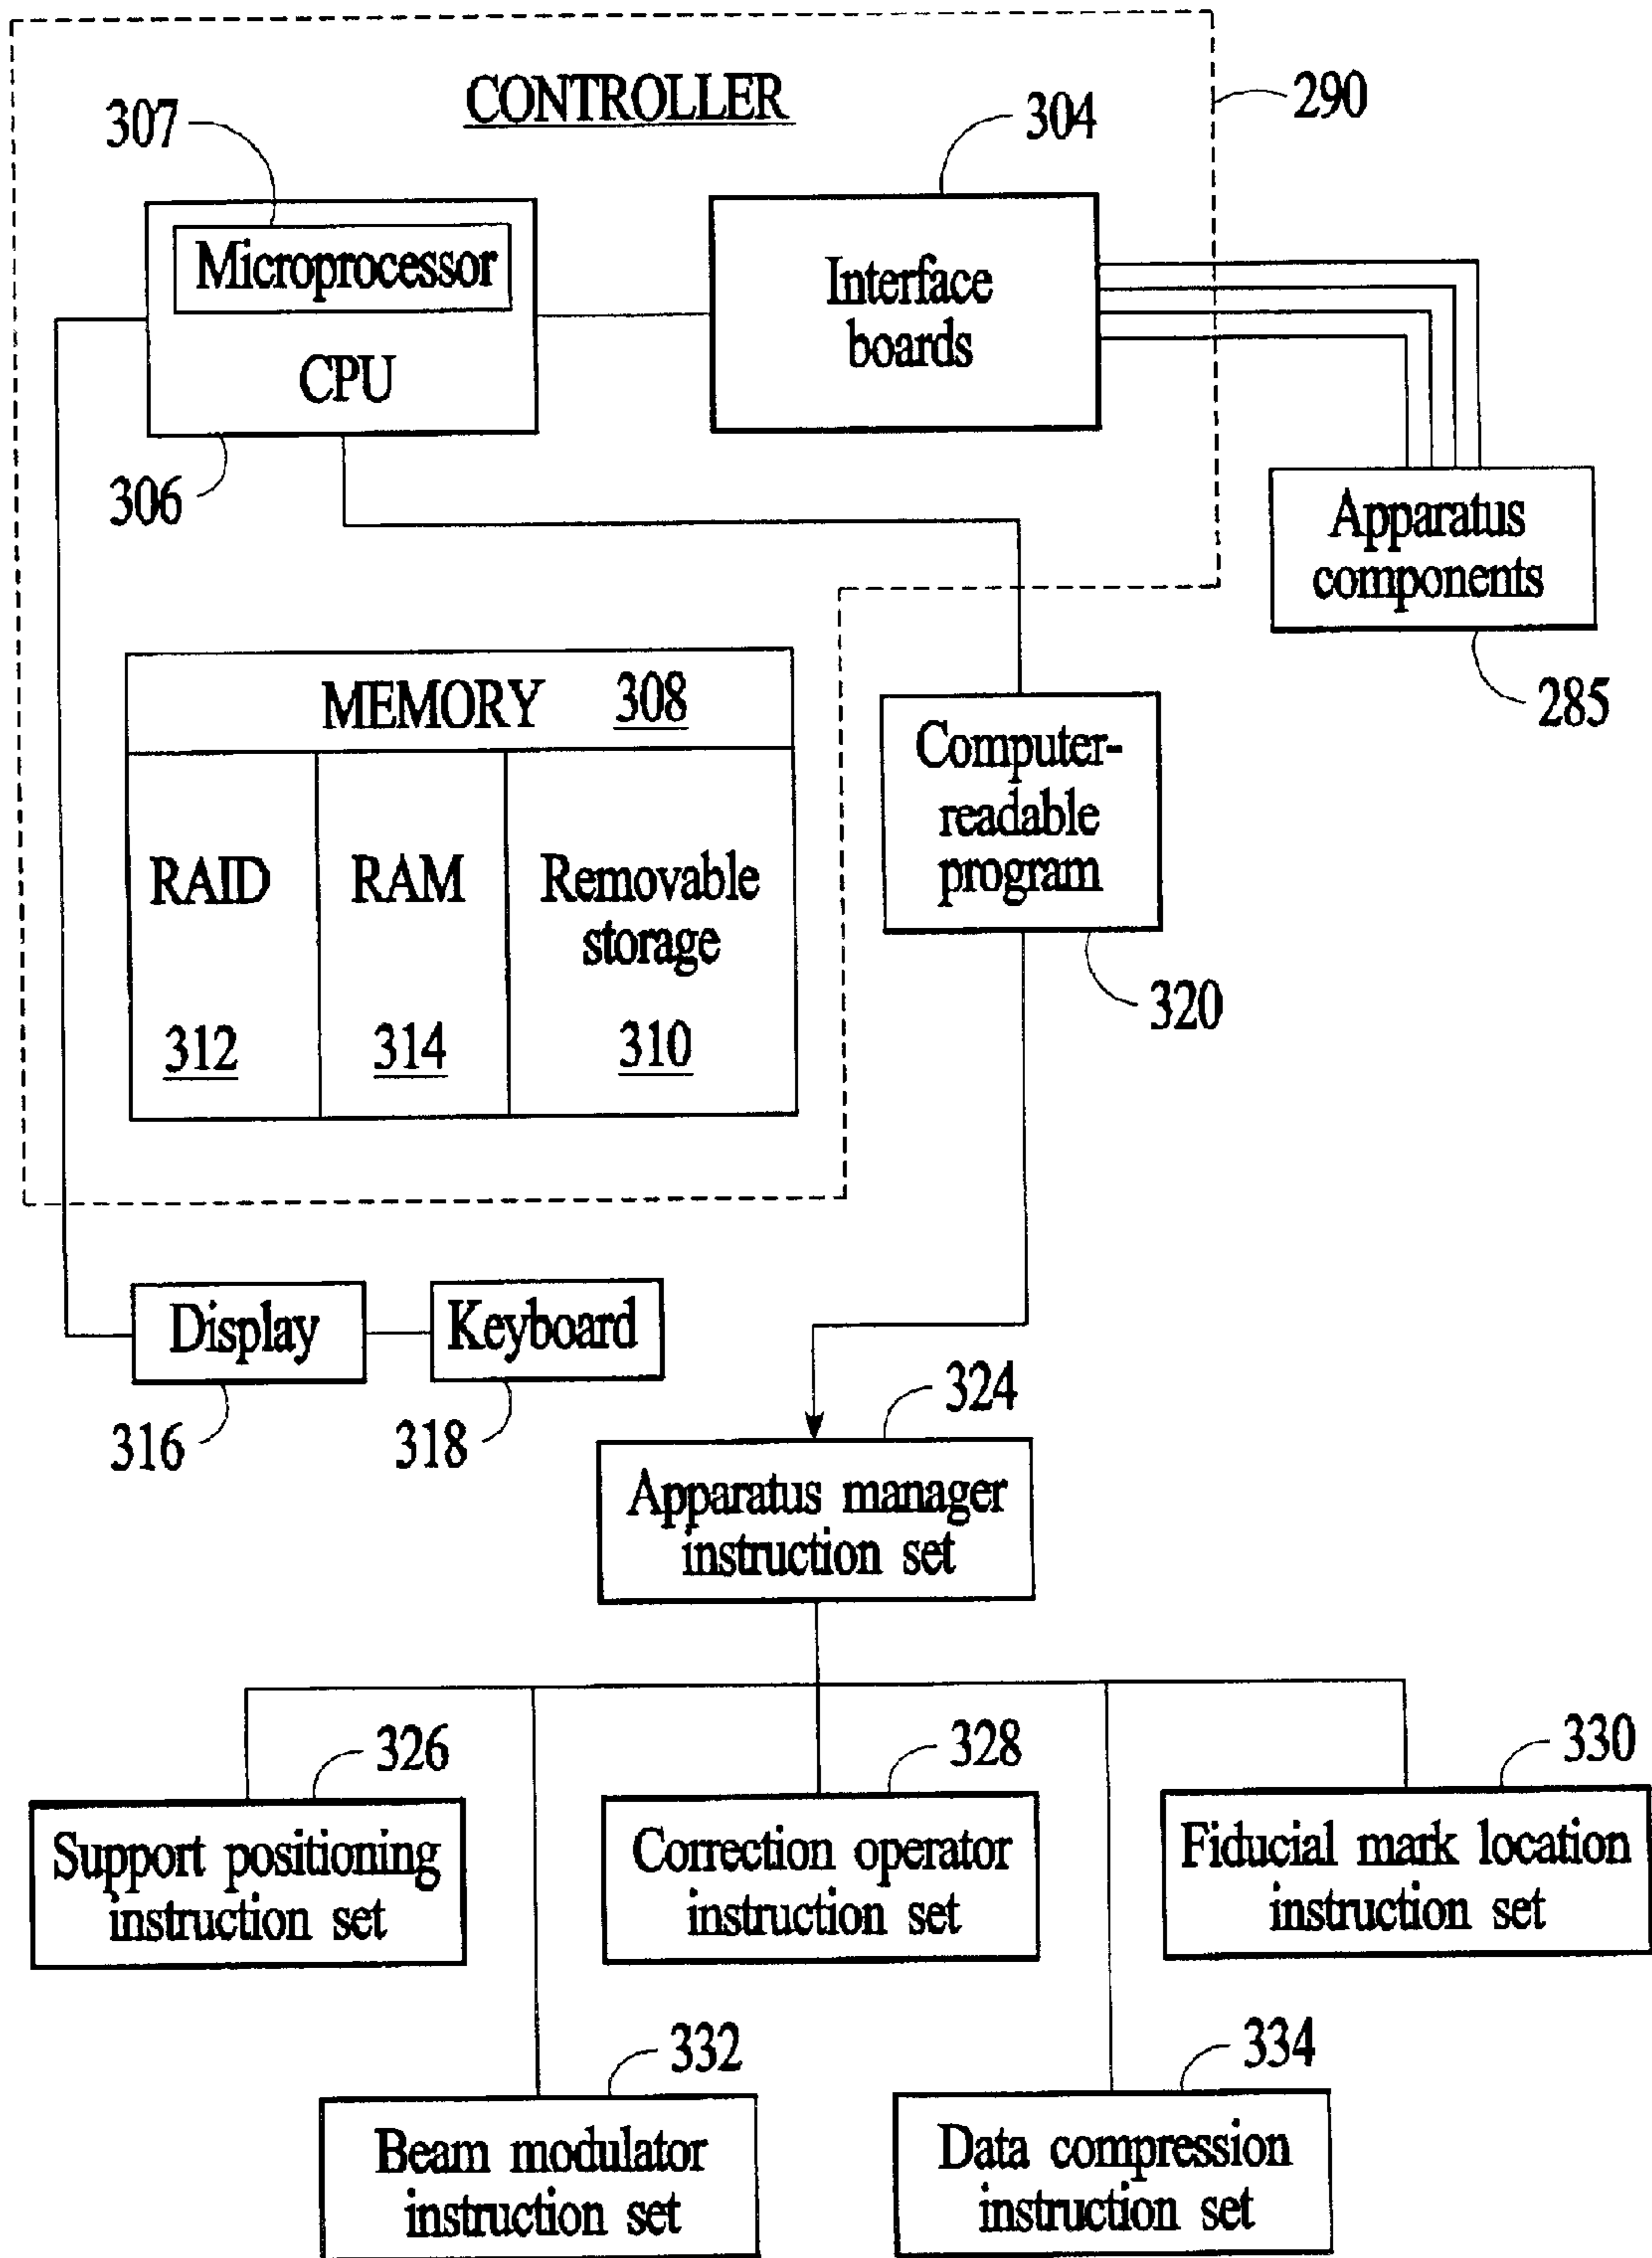 CONTROLLER
290
307
304
Microprocessor
CPU
Interface
boards
306
Apparatus
components
285
MEMORY 308
RAID
312
RAM
314
Removable
storage
310
Computer-
readable
program
320
Display
316
Keyboard
318
324
Apparatus manager
instruction set
326
Support positioning
instruction set
328
Correction operator
instruction set
330
Fiducial mark location
instruction set
332
Beam modulator
instruction set
334
Data compression
instruction set